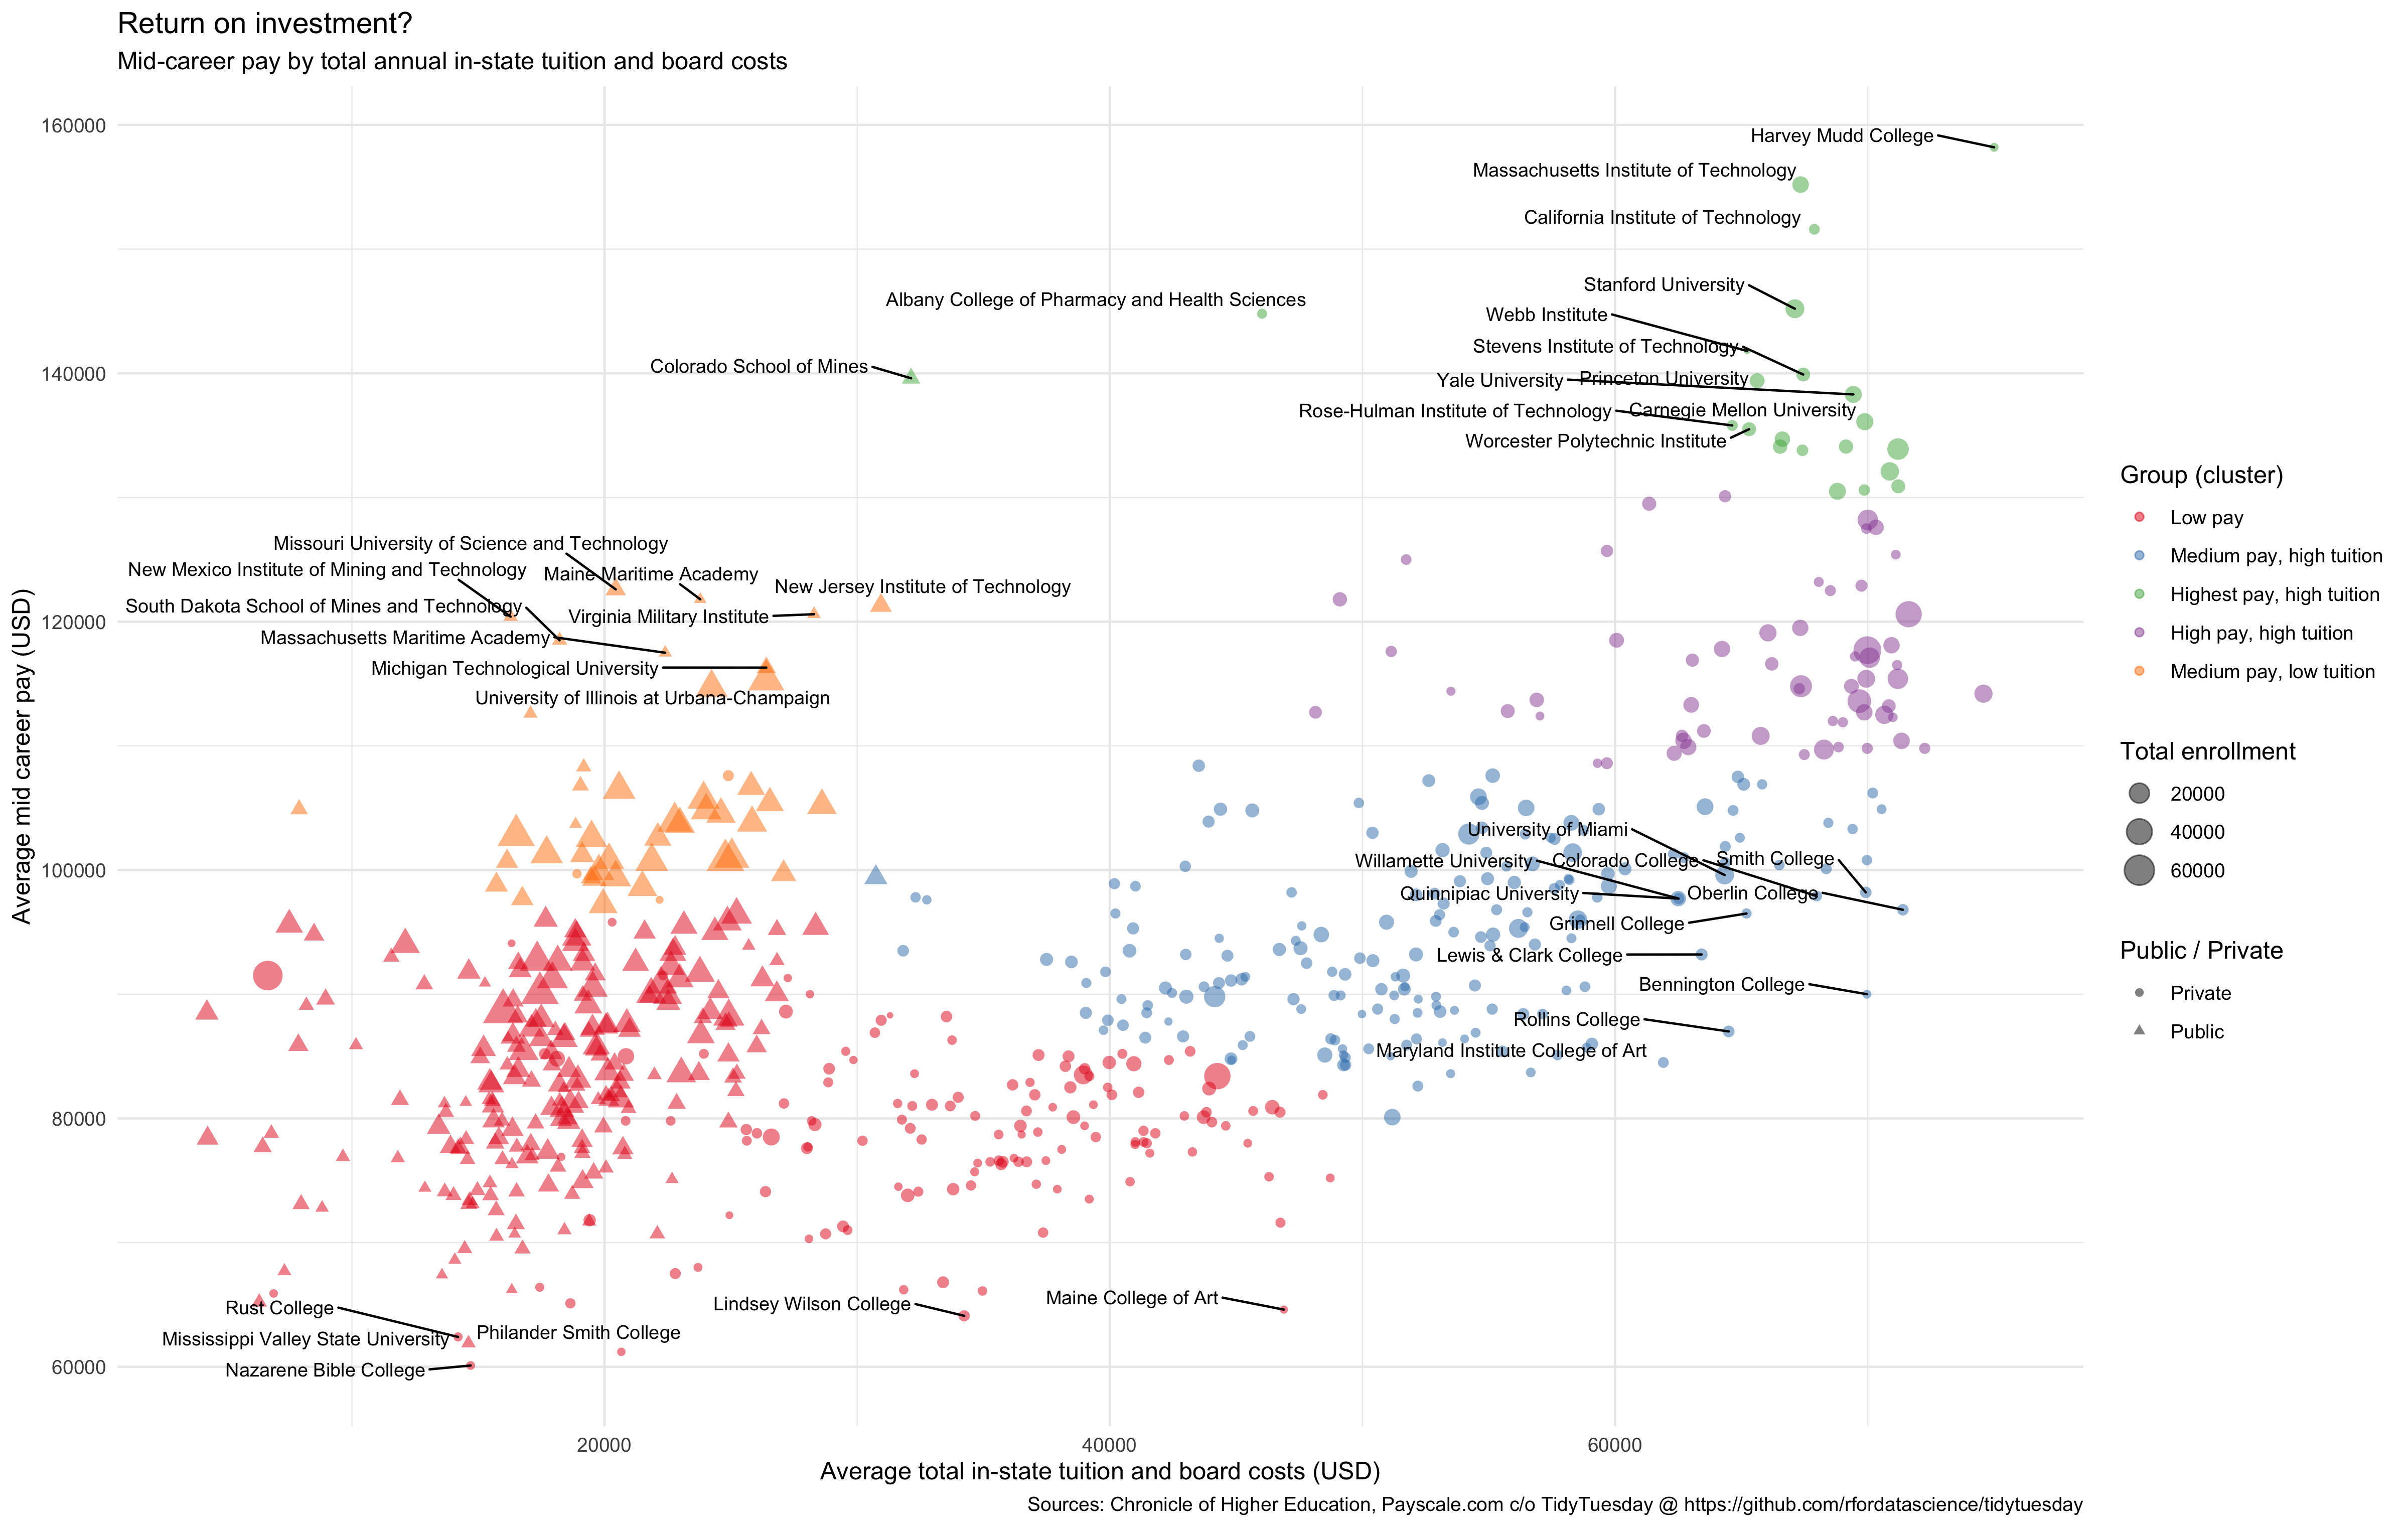 Return on investment?
Mid-career pay by total annual in-state tuition and board costs
160000
140000
120000
100000
80000
60000
Average mid career pay (USD)
Harvey Mudd College
Massachusetts Institute of Technology
California Institute of Technology
Stanford University
Albany College of Pharmacy and Health Sciences
Webb Institute
Stevens Institute of Technology
Colorado School of Mines
Yale University
Princeton University
Rose-Hulman Institute of Technology
Carnegie Mellon University
Worcester Polytechnic Institute
Missouri University of Science and Technology
New Mexico Institute of Mining and Technology
Maine Maritime Academy
New Jersey Institute of Technology
South Dakota School of Mines and Technology
Virginia Military Institute
Massachusetts Maritime Academy
Michigan Technological University
University of Illinois at Urbana-Champaign
University of Miami
Willamette University
Colorado College
Smith College
Quinnipiac University
Oberlin College
Grinnell College
Lewis & Clark College
Bennington College
Rollins College
Maryland Institute College of Art
Rust College
Lindsey Wilson College
Maine College of Art
Mississippi Valley State University
Philander Smith College
Nazarene Bible College
20000
40000
60000
Average total in-state tuition and board costs (USD)
Sources: Chronicle of Higher Education, Payscale.com c/o TidyTuesday @ https://github.com/rfordatascience/tidytuesday
Group (cluster)
Low pay
Medium pay, high tuition
Highest pay, high tuition
High pay, high tuition
Medium pay, low tuition
Total enrollment
20000
40000
60000
Public / Private
Private
Public